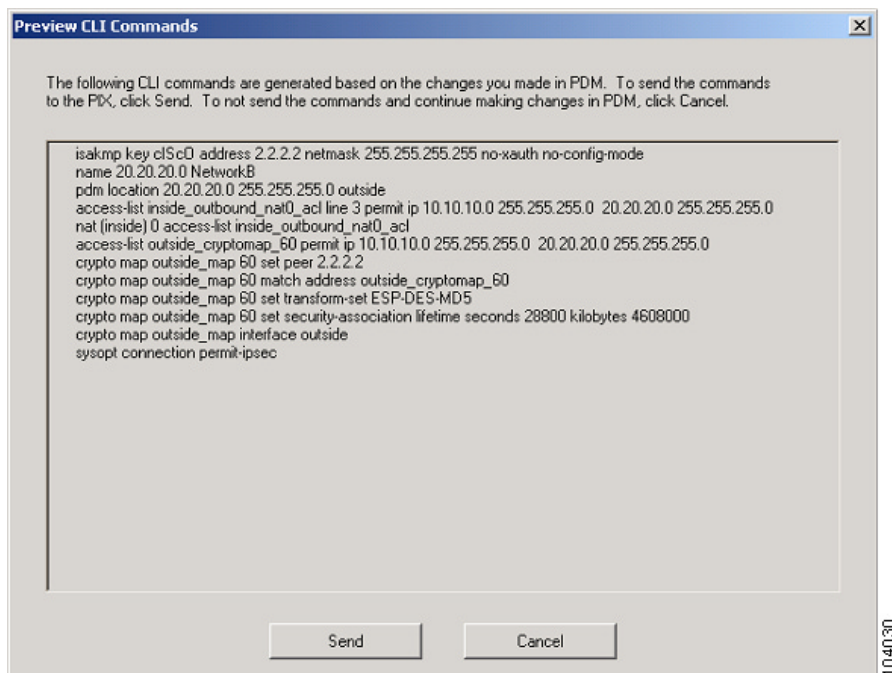 Preview CLI Commands
The following CLI commands are generated based on the changes you made in PDM. To send the commands
to the PIX, click Send. To not send the commands and continue making changes in PDM, click Cancel.
isakmp key cIScO address 2.2.2.2 netmask 255.255.255.255 no-xauth no-config-mode
name 20.20.20.0 NetworkB
pdm location 20.20.20.0 255.255.255.0 outside
access-list inside_outbound_nat0_acl line 3 permit ip 10.10.10.0 255.255.255.0 20.20.20.0 255.255.255.0
nat (inside) 0 access-list inside_outbound_nat0_acl
access-list outside_cryptomap_60 permit ip 10.10.10.0 255.255.255.0 20.20.20.0 255.255.255.0
crypto map outside_map 60 set peer 2.2.2.2
crypto map outside_map 60 match address outside_cryptomap_60
crypto map outside_map 60 set transform-set ESP-DES-MD5
crypto map outside_map 60 set security-association lifetime seconds 28800 kilobytes 4608000
crypto map outside_map interface outside
sysopt connection permit-ipsec
Send
Cancel
104030